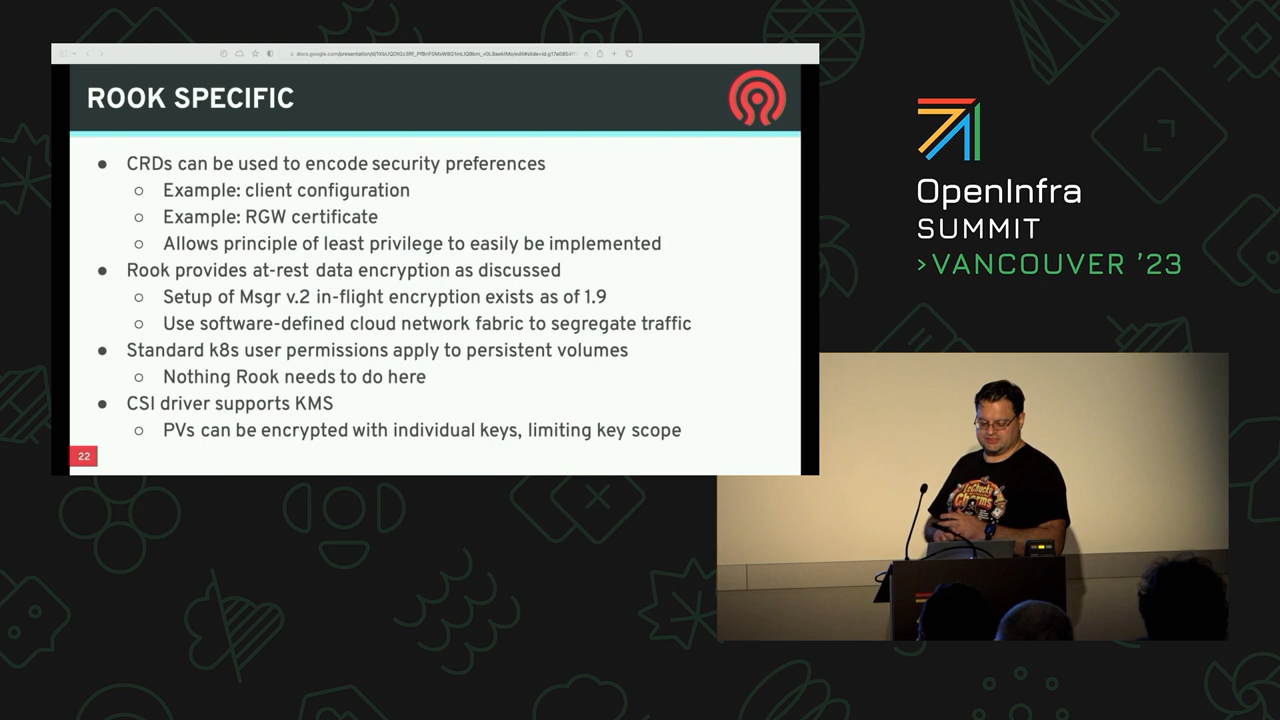 ROOK SPECIFIC
● CRDs can be used to encode security preferences
○ Example: client configuration
○ Example: RGW certificate
○ Allows principle of least privilege to easily be implemented
● Rook provides at-rest data encryption as discussed
○ Setup of Msgr v.2 in-flight encryption exists as of 1.9
○ Use software-defined cloud network fabric to segregate traffic
● Standard k8s user permissions apply to persistent volumes
○ Nothing Rook needs to do here
● CSI driver supports KMS
○ PVs can be encrypted with individual keys, limiting key scope
22
OpenInfra
SUMMIT
>VANCOUVER '23
LeChucks
Charms